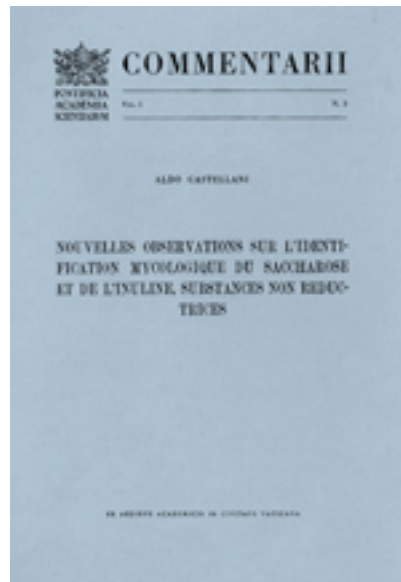 COMMENTARII
PONTIFICIA
ACADEMIA
SCIENTIARVM
Vol. I
ALDO CASTELLANI
NOUVELLES OBSERVATIONS SUR L'IDENTI-
FICATION MYCOLOGIQUE DU SACCHAROSE
ET DE L'INULINE, SUBSTANCES NON REDUC-
TRICES
EX AEDIBVS ACADEMICIS IN CIVITATE VATICANA